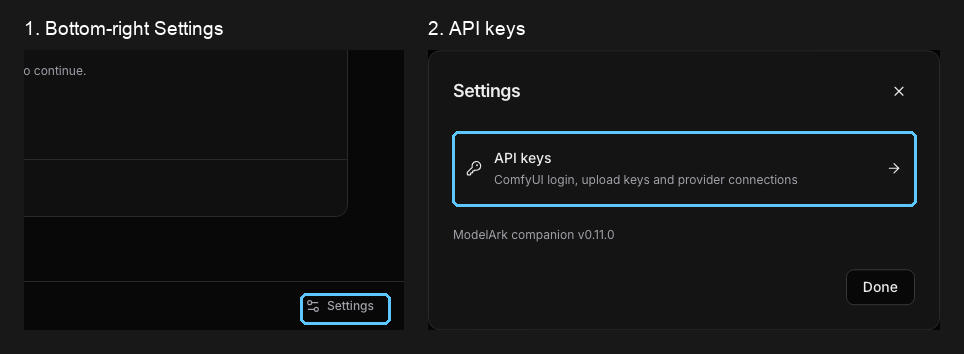 1. Bottom-right Settings
o continue.
Settings
2. API keys
Settings
API keys
ComfyUI login, upload keys and provider connections
ModelArk companion v0.11.0
Done